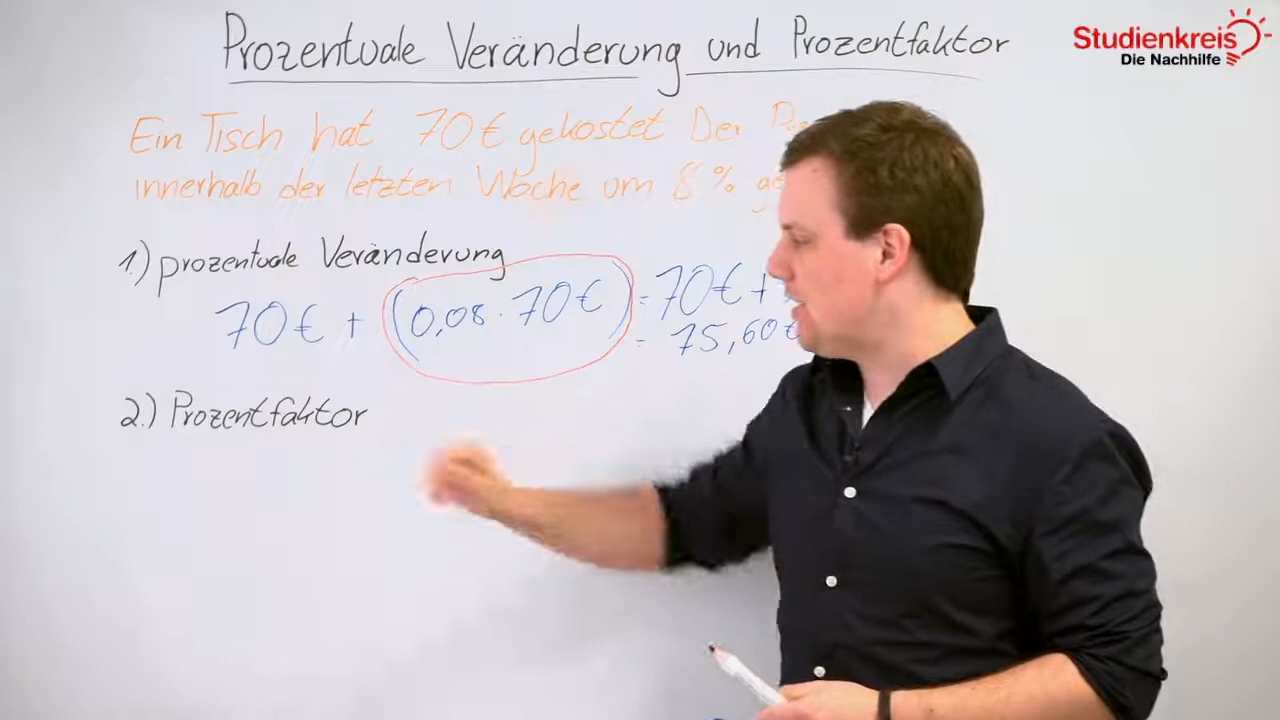 Prozentuale Veränderung und Prozentfaktor
Studienkreis
Die Nachhilfe
Ein Tisch hat 70 € gekostet Der
innerhalb der letzten Woche um 8 %
1.) prozentuale Veränderung
70 € + (0,08 · 70 €) = 70 € +
= 75,60 €
2.) Prozentfaktor